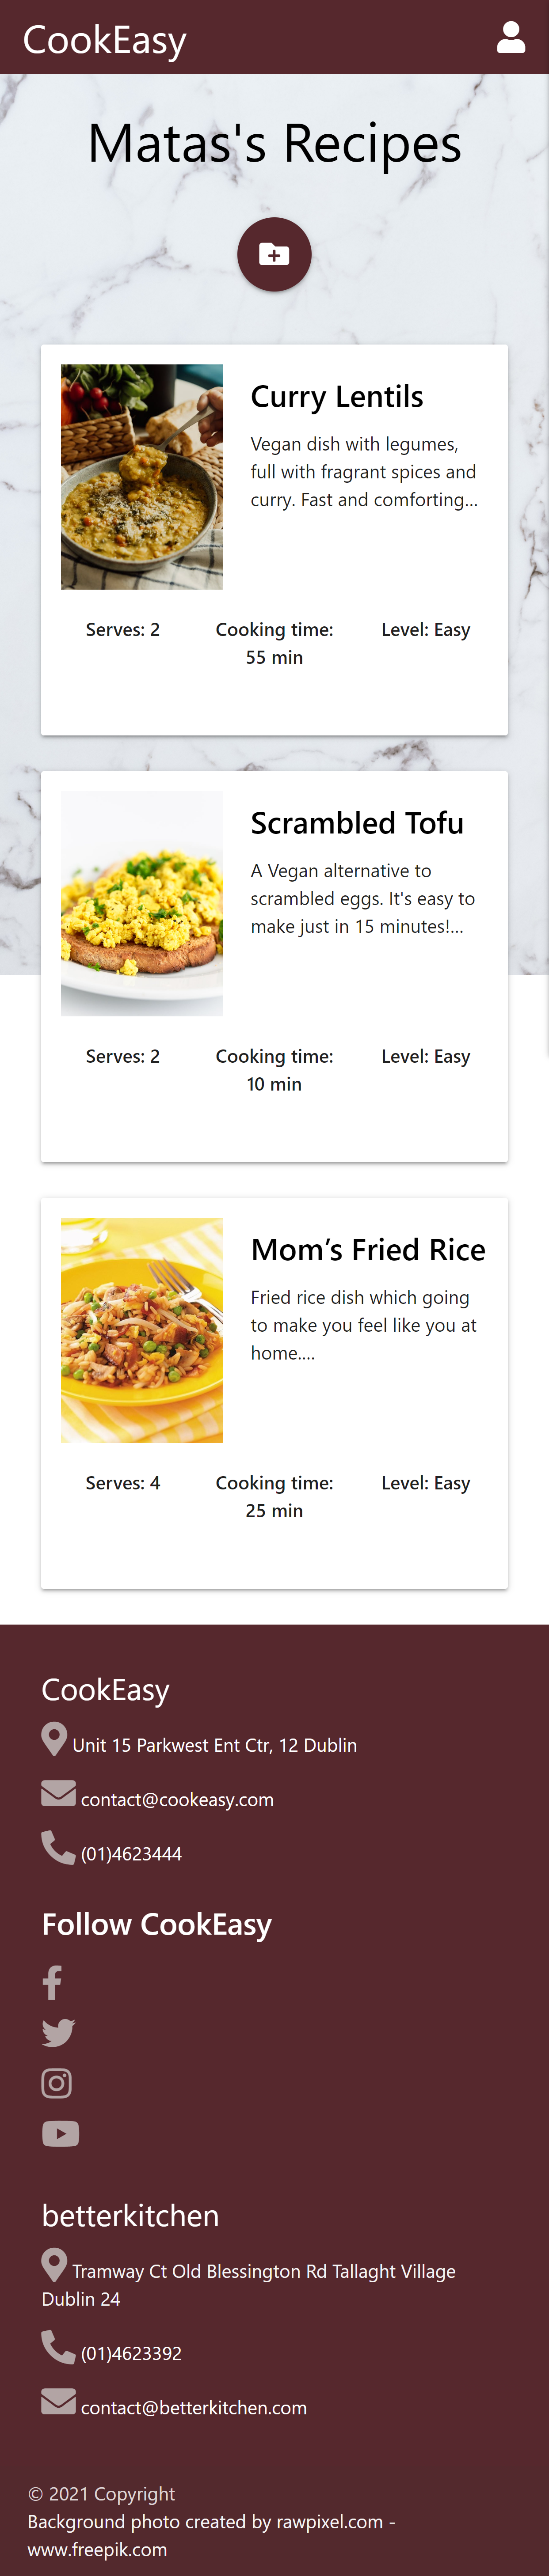 CookEasy
Matas's Recipes
Curry Lentils
Vegan dish with legumes,
full with fragrant spices and
curry. Fast and comforting...
Serves: 2
Cooking time:
55 min
Level: Easy
Scrambled Tofu
A Vegan alternative to
scrambled eggs. It's easy to
make just in 15 minutes!...
Serves: 2
Cooking time:
10 min
Level: Easy
Mom’s Fried Rice
Fried rice dish which going
to make you feel like you at
home....
Serves: 4
Cooking time:
25 min
Level: Easy
CookEasy
Unit 15 Parkwest Ent Ctr, 12 Dublin
contact@cookeasy.com
(01)4623444
Follow CookEasy
betterkitchen
Tramway Ct Old Blessington Rd Tallaght Village
Dublin 24
(01)4623392
contact@betterkitchen.com
© 2021 Copyright
Background photo created by rawpixel.com -
www.freepik.com